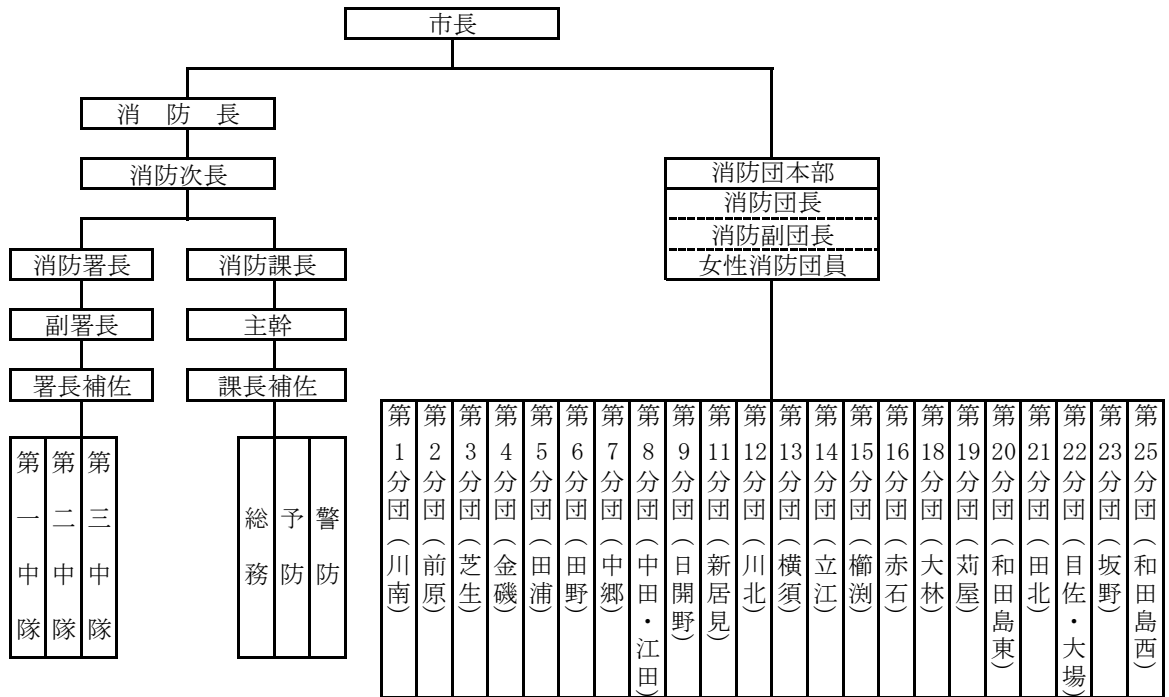 市長
消防長
消防次長
消防団本部
消防団長
消防副団長
女性消防団員
消防署長
消防課長
副署長
主幹
署長補佐
課長補佐
第一中隊
第二中隊
第三中隊
総務
予防
警防
第1分団(川南)
第2分団(前原)
第3分団(芝生)
第4分団(金磯)
第5分団(田浦)
第6分団(田野)
第7分団(中郷)
第8分団(中田・江田)
第9分団(日開野)
第11分団(新居見)
第12分団(川北)
第13分団(横須)
第14分団(立江)
第15分団(櫛渕)
第16分団(赤石)
第18分団(大林)
第19分団(苅屋)
第20分団(和田島東)
第21分団(田北)
第22分団(目佐・大場)
第23分団(坂野)
第25分団(和田島西)